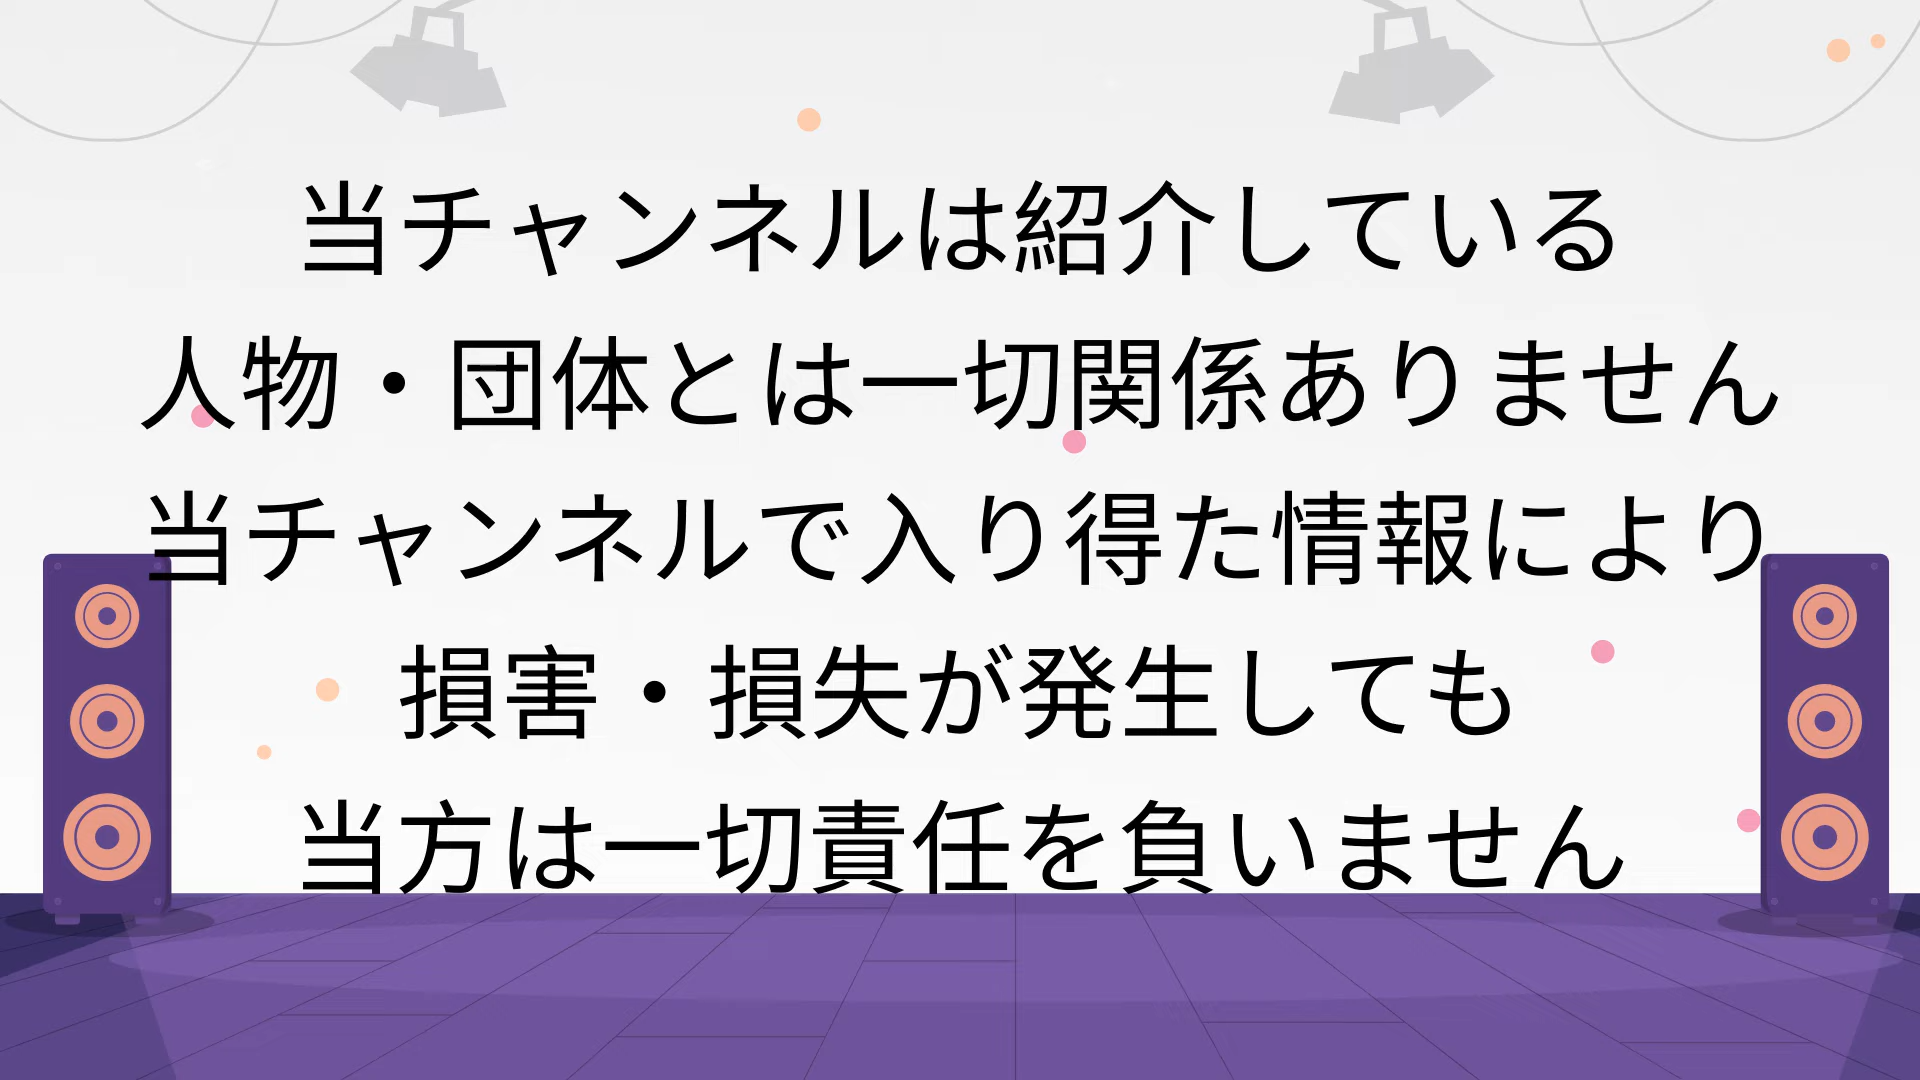 当チャンネルは紹介している
人物・団体とは一切関係ありません
当チャンネルで入り得た情報により
損害・損失が発生しても
当方は一切責任を負いません